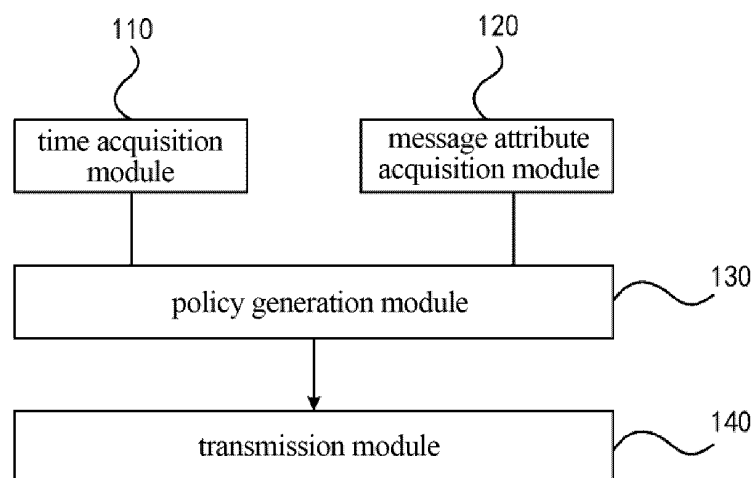 110
120
time acquisition
module
message attribute
acquisition module
130
policy generation module
140
transmission module